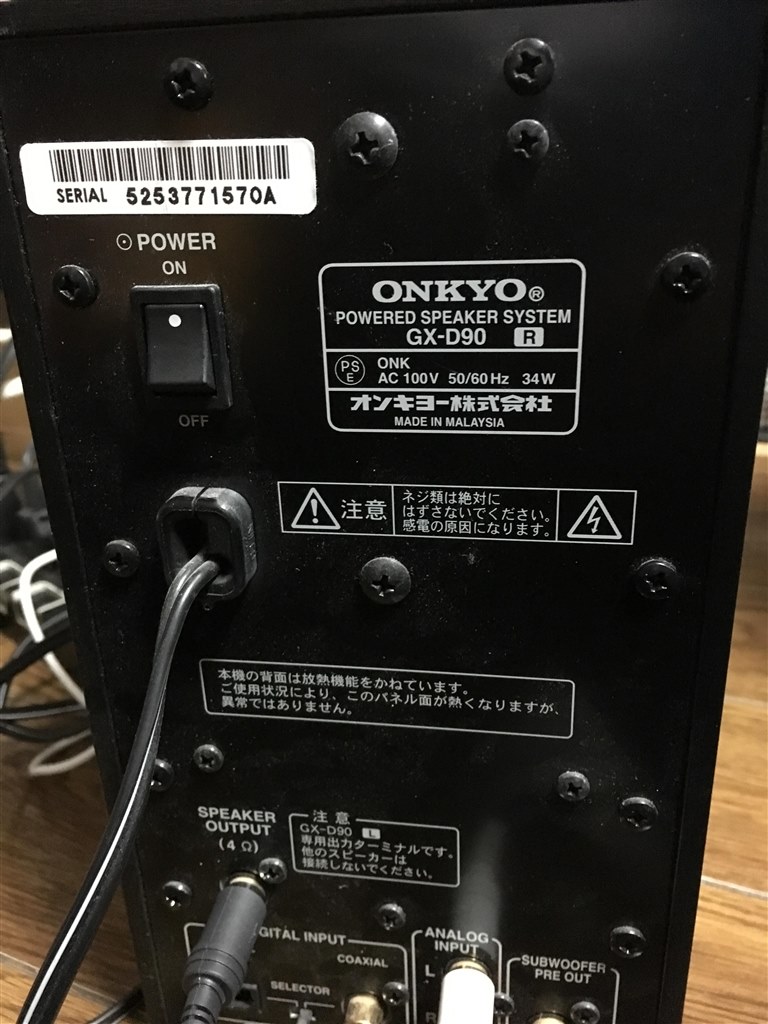 SERIAL 5253771570A
POWER
ON
OFF
ONKYO®
POWERED SPEAKER SYSTEM
GX-D90 R
PS E
ONK
AC 100V 50/60Hz 34W
オンキヨー株式会社
MADE IN MALAYSIA
注意
ネジ類は絶対に
はずさないでください。
感電の原因になります。
本機の背面は放熱機能をかねています。
ご使用状況により、このパネル面が熱くなりますが、
異常ではありません。
SPEAKER
OUTPUT
(4 Ω)
注意
GX-D90 L
専用出力ターミナルです。
他のスピーカーは
接続しないでください。
INPUT
COAXIAL
SELECTOR
ANALOG
INPUT
L
R
SUBWOOFER
PRE OUT